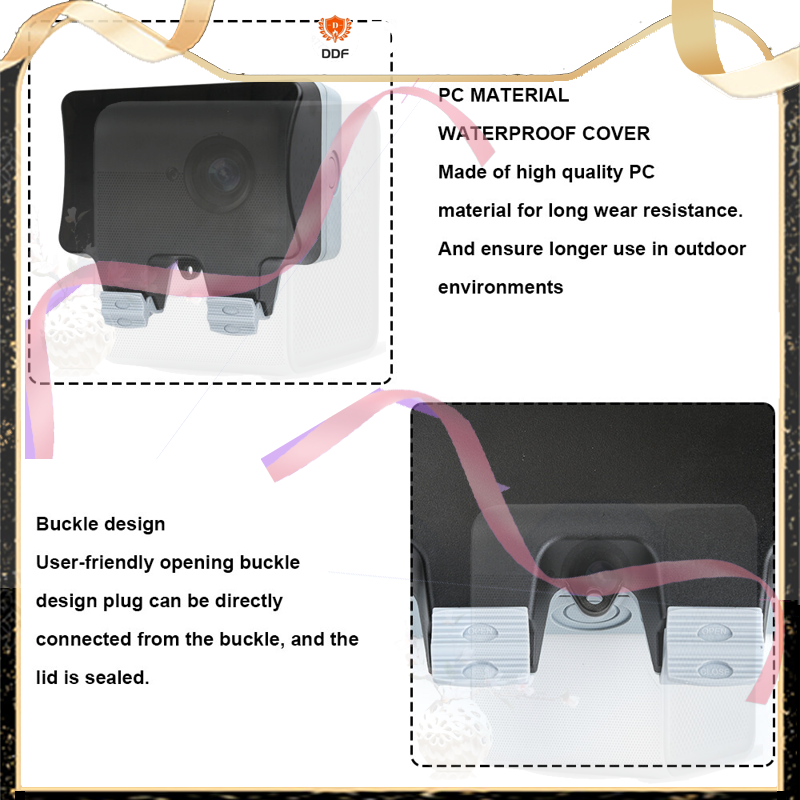 DDF
PC MATERIAL
WATERPROOF COVER
Made of high quality PC
material for long wear resistance.
And ensure longer use in outdoor
environments
Buckle design
User-friendly opening buckle
design plug can be directly
connected from the buckle, and the
lid is sealed.